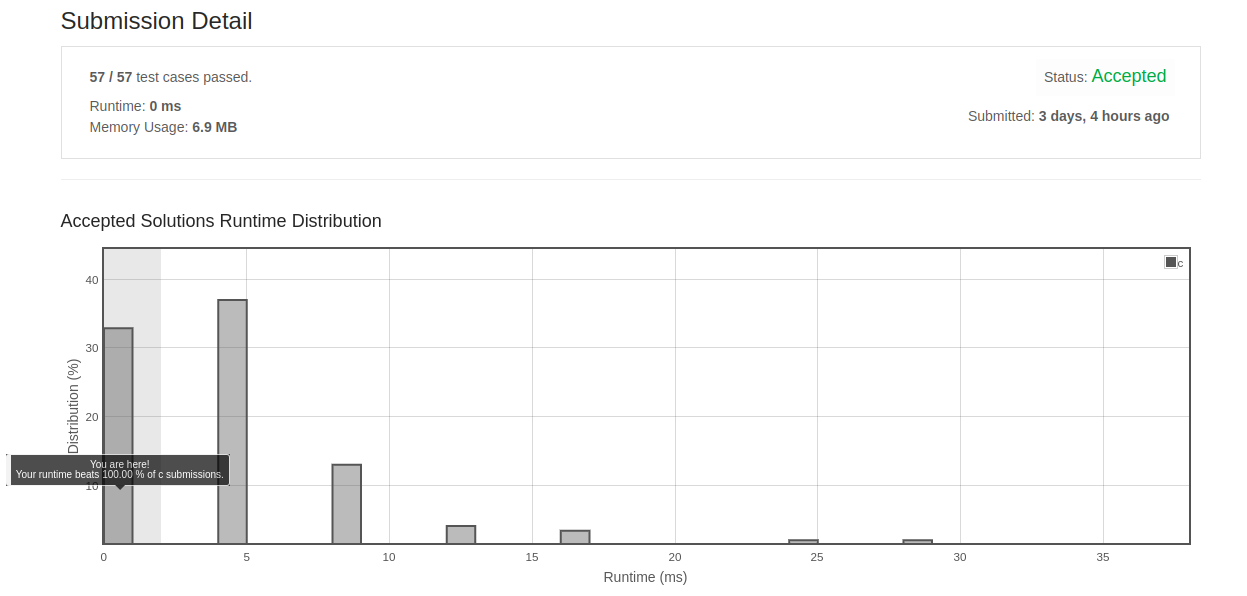 Submission Detail
57 / 57 test cases passed.
Status: Accepted
Runtime: 0 ms
Memory Usage: 6.9 MB
Submitted: 3 days, 4 hours ago
Accepted Solutions Runtime Distribution
c
40
30
20
10
Distribution (%)
You are here!
Your runtime beats 100.00 % of c submissions.
0 5 10 15 20 25 30 35
Runtime (ms)